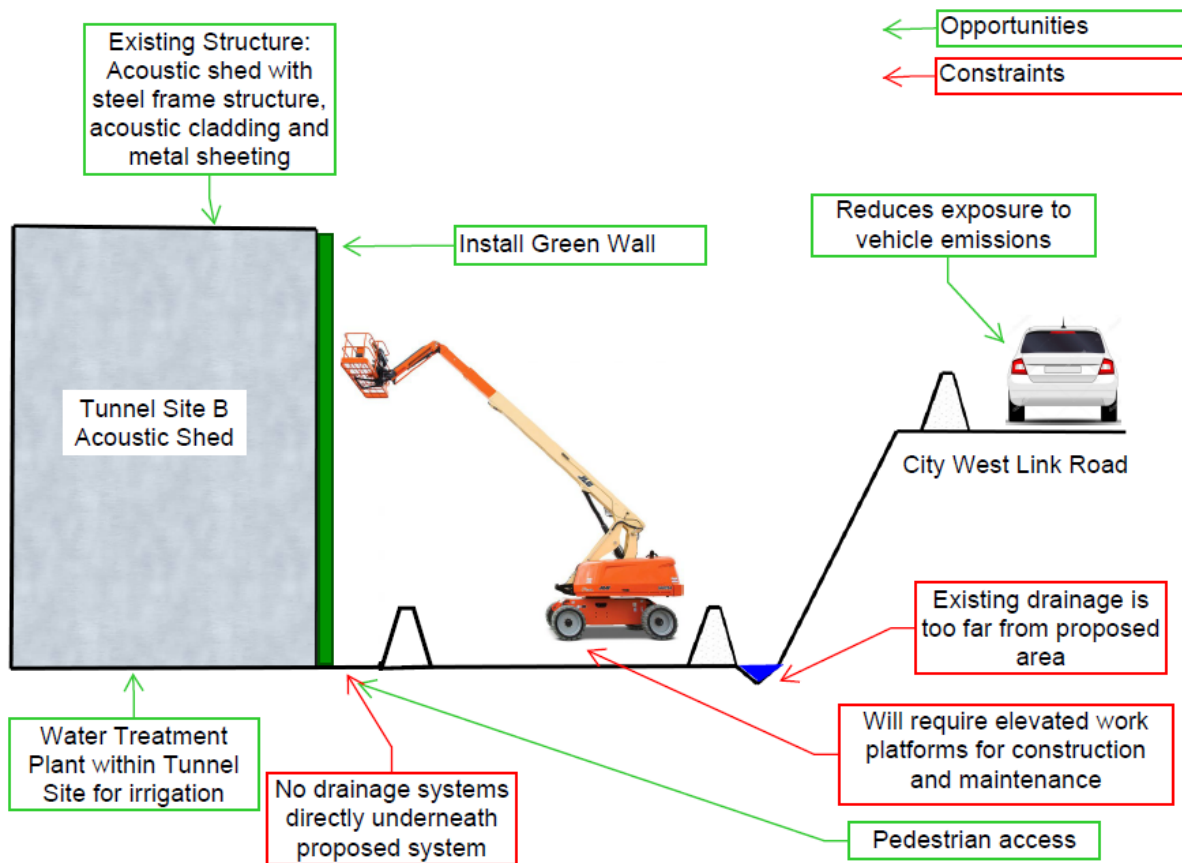 Existing Structure:
Acoustic shed with
steel frame structure,
acoustic cladding and
metal sheeting
Opportunities
Constraints
Install Green Wall
Reduces exposure to
vehicle emissions
Tunnel Site B
Acoustic Shed
JLG
City West Link Road
Existing drainage is
too far from proposed
area
Water Treatment
Plant within Tunnel
Site for irrigation
No drainage systems
directly underneath
proposed system
Will require elevated work
platforms for construction
and maintenance
Pedestrian access